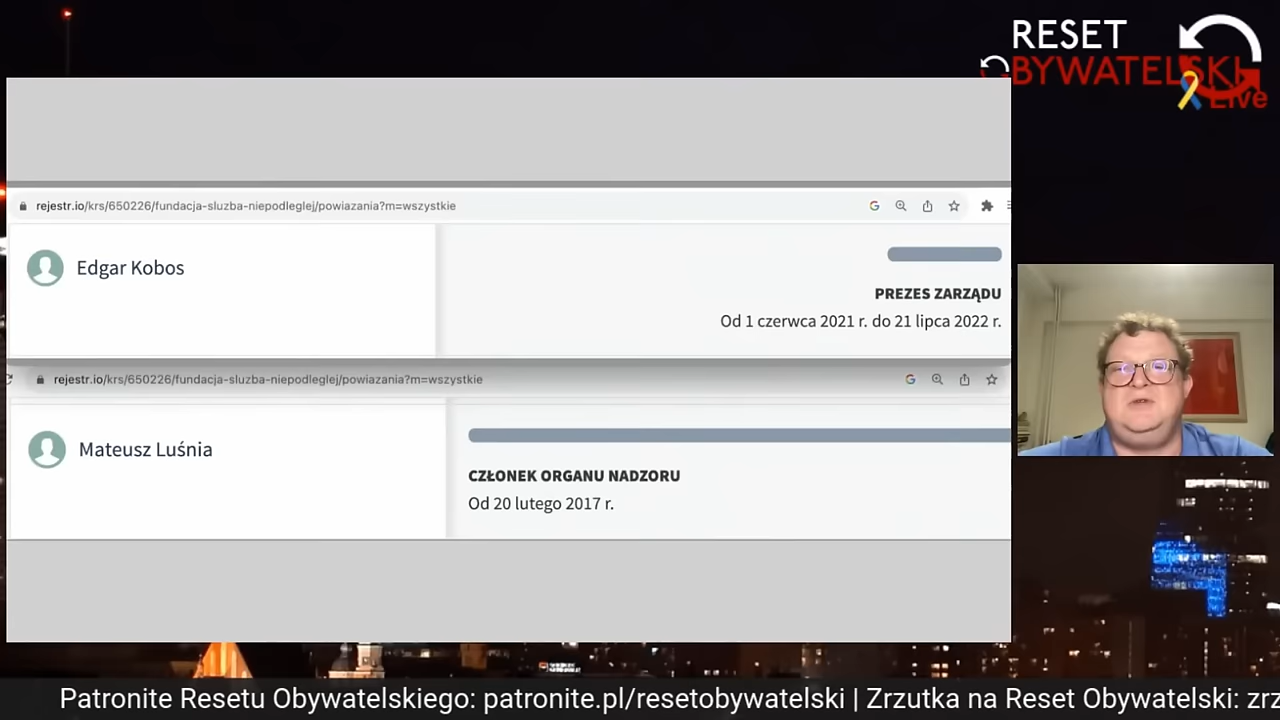 RESET
OBYWATELSKI
Live
rejestr.io/krs/650226/fundacja-sluzba-niepodleglej/powiazania?m=wszystkie
Edgar Kobos
PREZES ZARZĄDU
Od 1 czerwca 2021 r. do 21 lipca 2022 r.
rejestr.io/krs/650226/fundacja-sluzba-niepodleglej/powiazania?m=wszystkie
Mateusz Luśnia
CZŁONEK ORGANU NADZORU
Od 20 lutego 2017 r.
Patronite Resetu Obywatelskiego: patronite.pl/resetobywatelski | Zrzutka na Reset Obywatelski: zrz